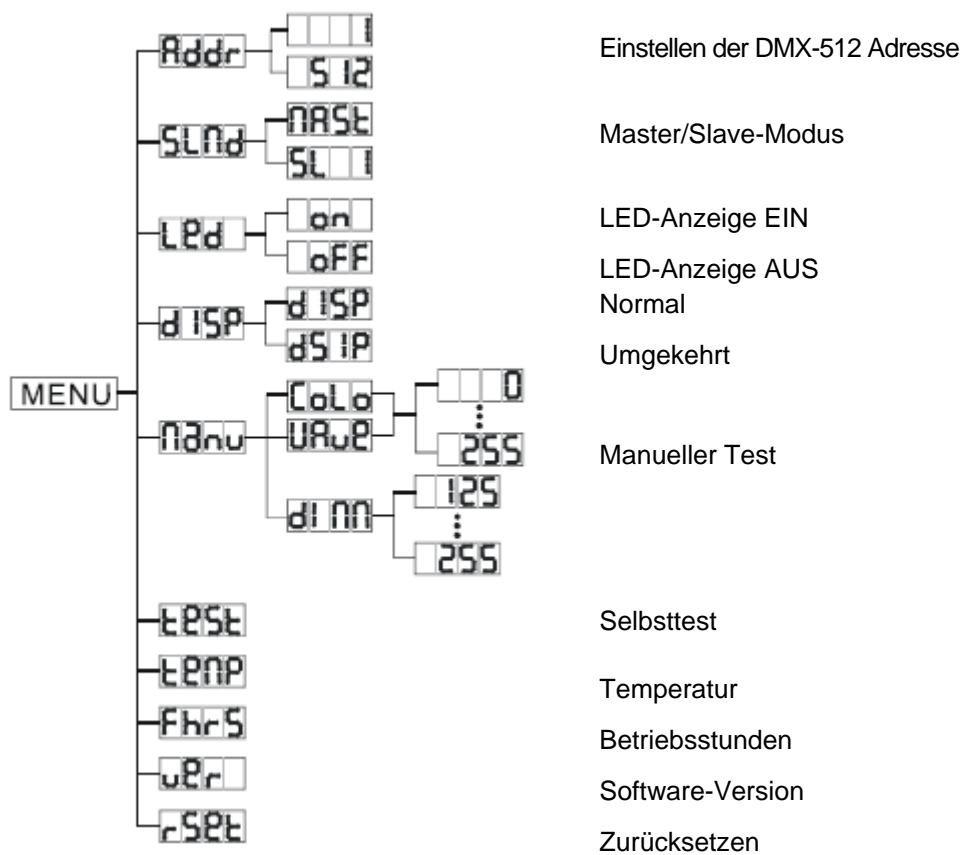 Addr
1
Einstellen der DMX-512 Adresse
512
SLMd
MASt
Master/Slave-Modus
SL 1
Led
on
LED-Anzeige EIN
oFF
LED-Anzeige AUS
dISP
dISP
Normal
dSIP
Umgekehrt
MENU
Manu
CoLo
0
WAve
255
Manueller Test
dIMM
125
255
teSt
Selbsttest
teMP
Temperatur
FhrS
Betriebsstunden
ver
Software-Version
rSet
Zurücksetzen